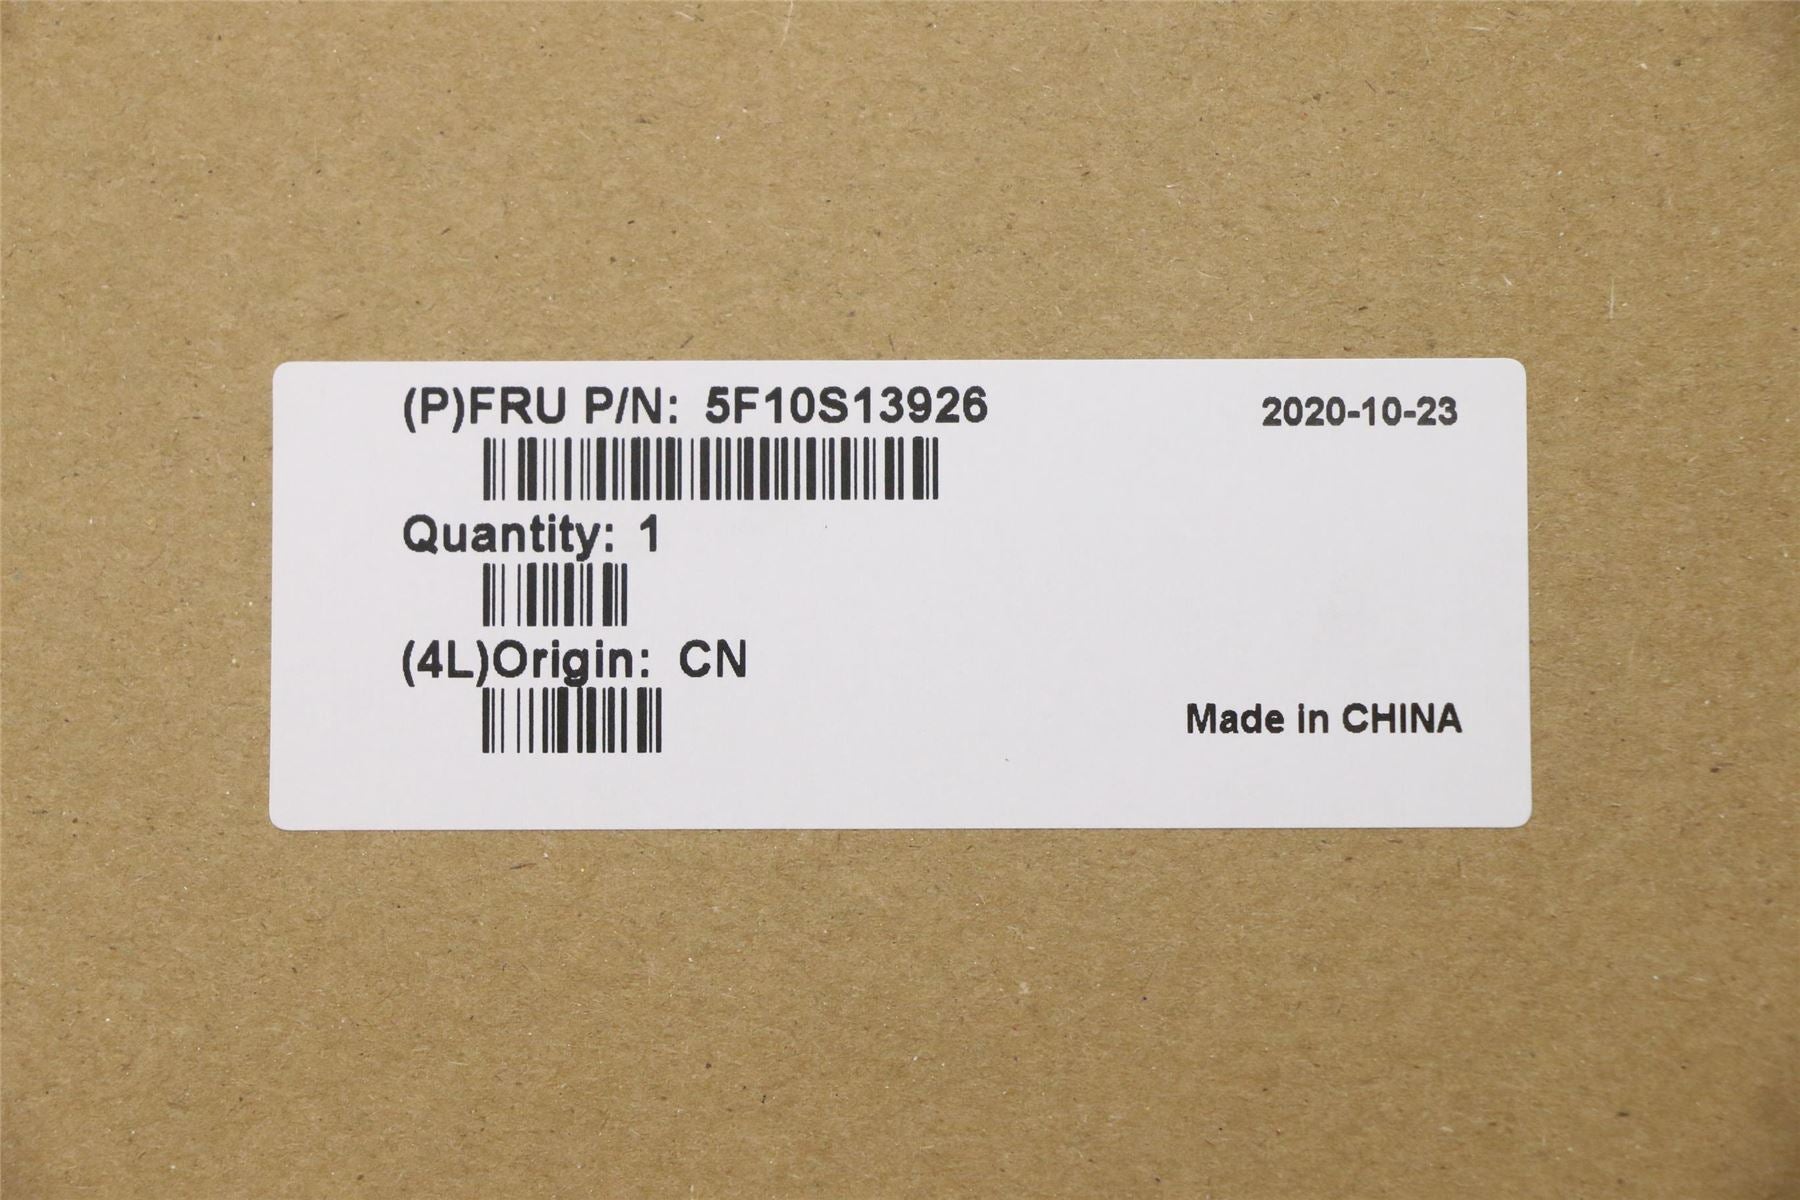 (P)FRU P/N: 5F10S13926
2020-10-23
Quantity: 1
(4L)Origin: CN
Made in CHINA